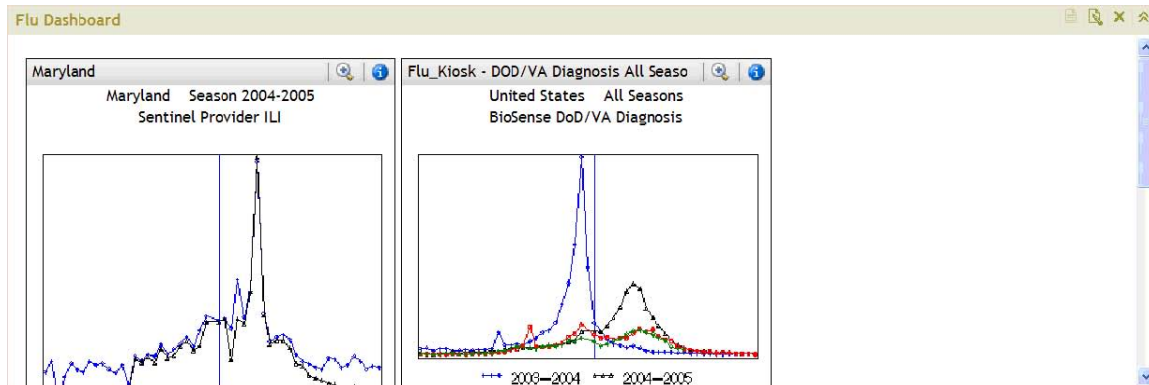 Flu Dashboard
Maryland
Maryland Season 2004-2005
Sentinel Provider ILI
Flu_Kiosk - DOD/VA Diagnosis All Seaso
United States All Seasons
BioSense DoD/VA Diagnosis
2003-2004 2004-2005